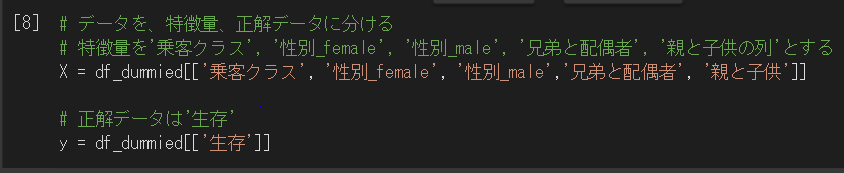 [8] # データを、特徴量、正解データに分ける
# 特徴量を'乗客クラス', '性別_female', '性別_male', '兄弟と配偶者', '親と子供の列'とする
X = df_dummied[['乗客クラス', '性別_female', '性別_male','兄弟と配偶者', '親と子供']]
# 正解データは'生存'
y = df_dummied[['生存']]